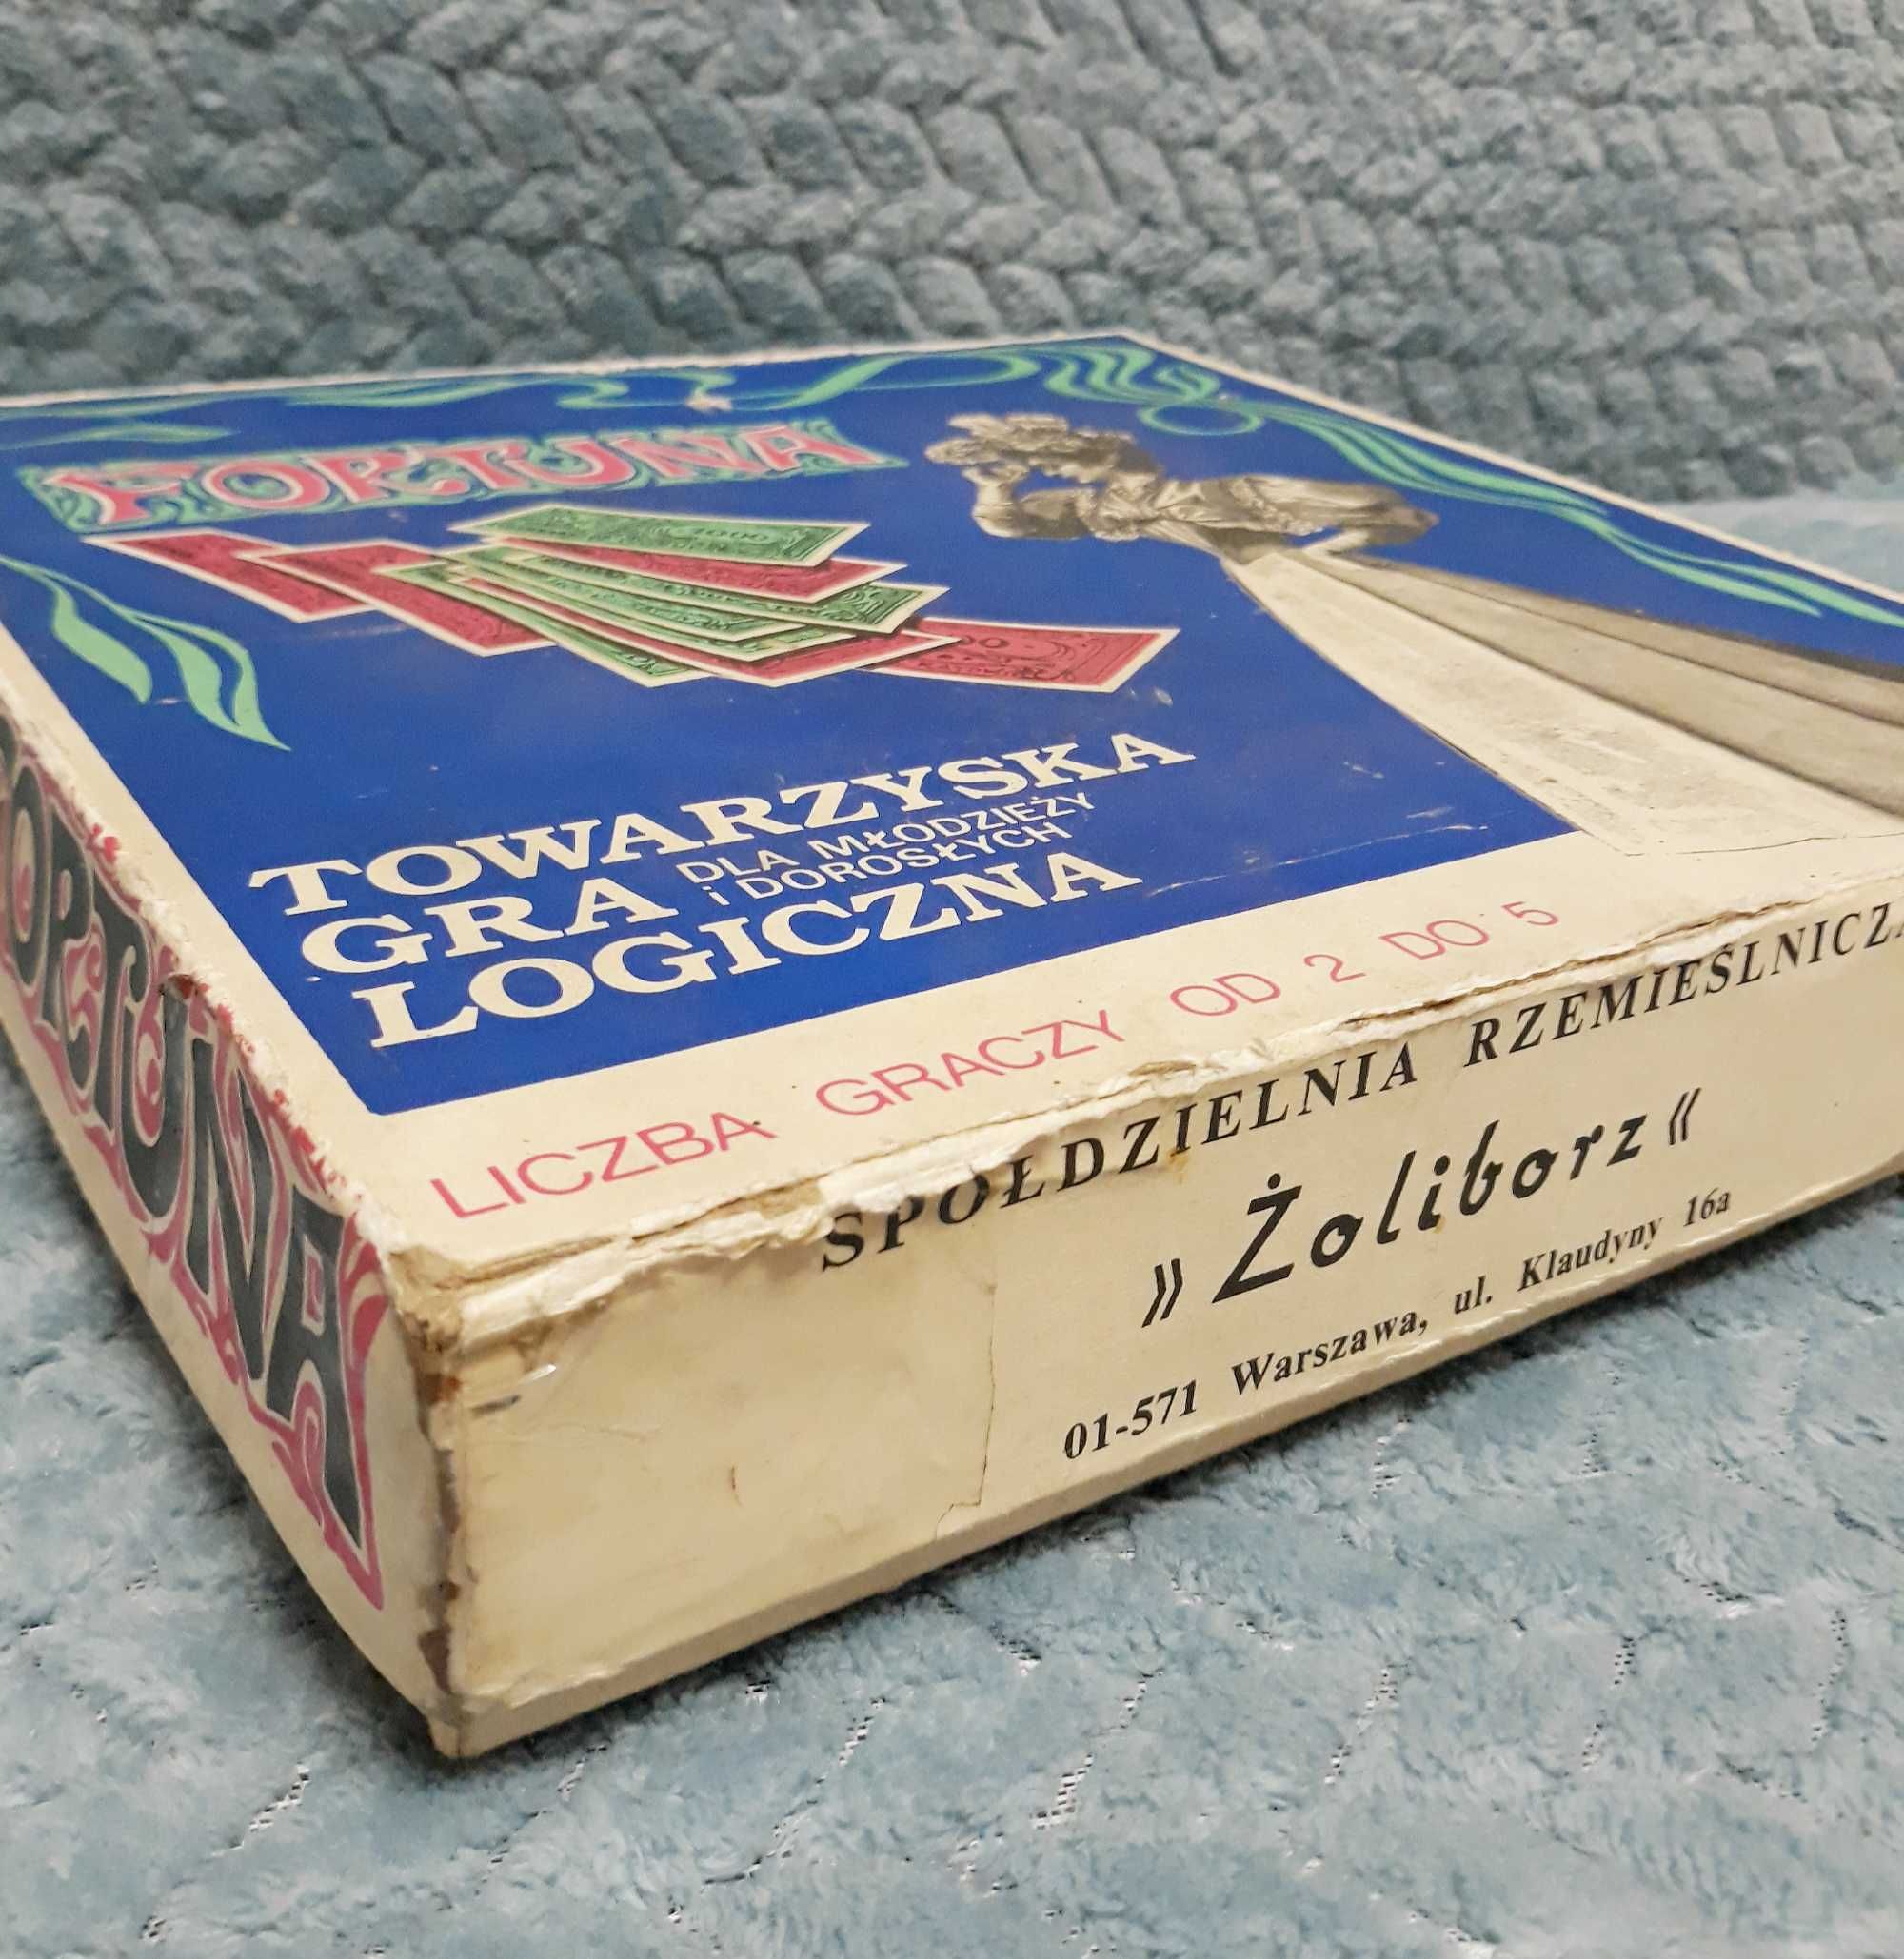 FORTUNA
TOWARZYSKA
GRA DLA MŁODZIEŻY
i DOROSŁYCH
LOGICZNA
LICZBA GRACZY OD 2 DO 5
FORTUNA
SPÓŁDZIELNIA RZEMIEŚLNICZA
»Żoliborz«
01-571 Warszawa, ul. Klaudyny 16a